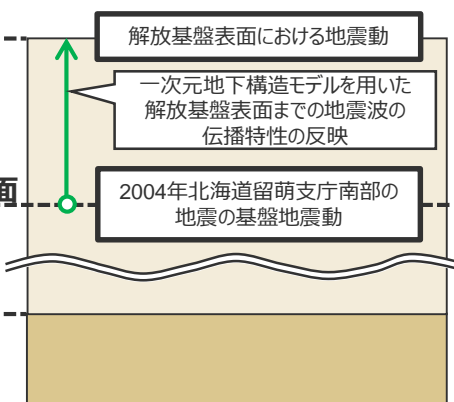 解放基盤表面における地震動
一次元地下構造モデルを用いた
解放基盤表面までの地震波の
伝播特性の反映
面
2004年北海道留萌支庁南部の
地震の基盤地震動